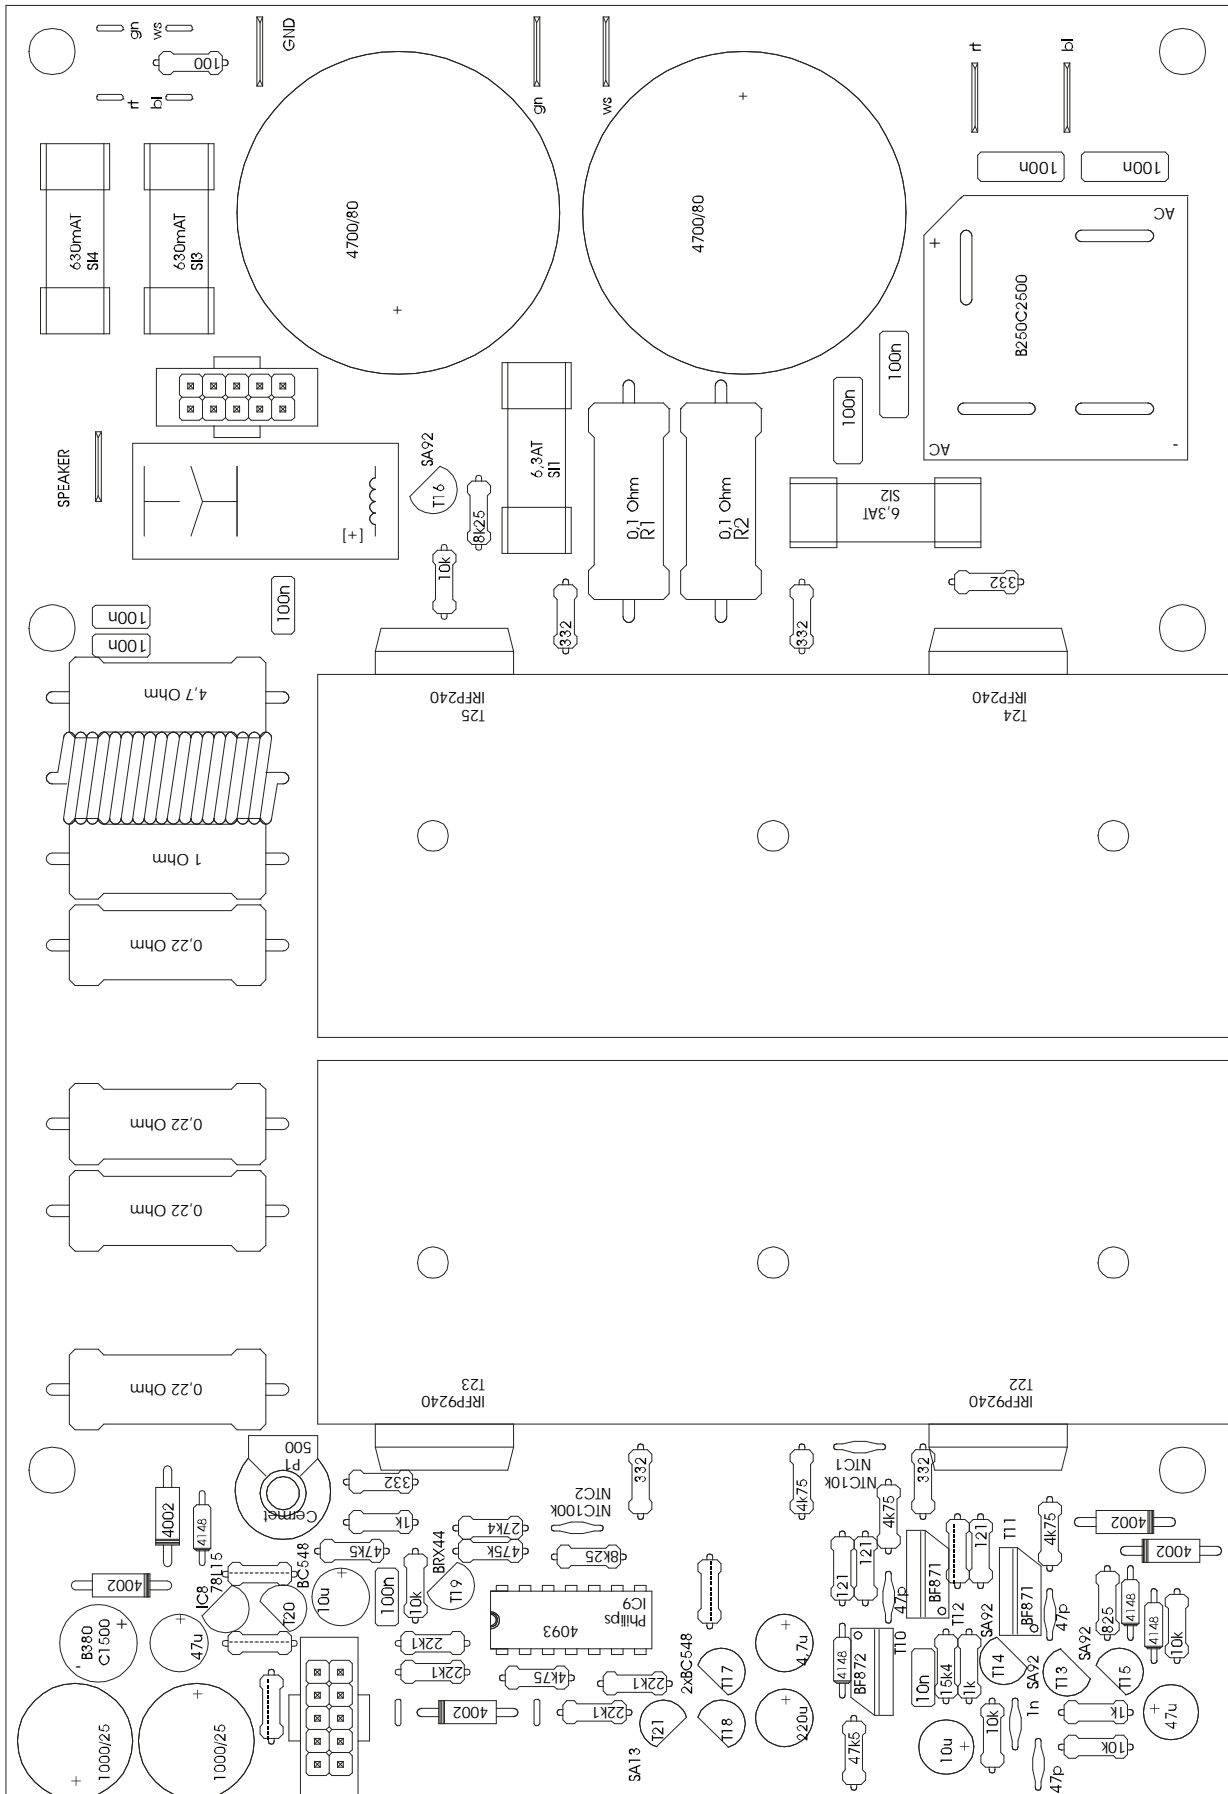 gn
ws
rt
bl
100
GND
gn
ws
rt
bl
+
100n
100n
630mAT
SI4
630mAT
SI3
4700/80
+
4700/80
AC
+
B250C2500
AC
-
100n
100n
SPEAKER
[+]
SA92
T16
8k25
10k
6,3AT
SI1
0,1 Ohm
R1
0,1 Ohm
R2
6,3AT
SI2
332
332
332
100n
100n
100n
4,7 Ohm
IRFP240
T25
IRFP240
T24
1 Ohm
0,22 Ohm
0,22 Ohm
0,22 Ohm
0,22 Ohm
IRFP9240
T23
IRFP9240
T22
500
P1
Cermet
332
1k
47k5
4002
4148
4002
IC8
78L15
BC548
T20
10u
100n
10k
BRX44
T19
27k4
475k
NTC2
NTC100k
8k25
332
4k75
NTC1
NTC10k
332
4k75
121
121
121
T11
4k75
4002
4002
B380
C1500
-
+
47u
+
22k1
22k1
4k75
22k1
22k1
Philips
IC9
4093
2xBC548
T17
T18
T21
SA13
4,7u
+
220u
+
4148
BF872
T10
47p
BF871
T12
BF871
47p
SA92
T14
SA92
T13
SA92
T15
825
4148
4148
10k
10n
15k4
1k
10k
1n
1k
10k
47u
+
47k5
10u
+
47p
1000/25
+
1000/25
+
4002